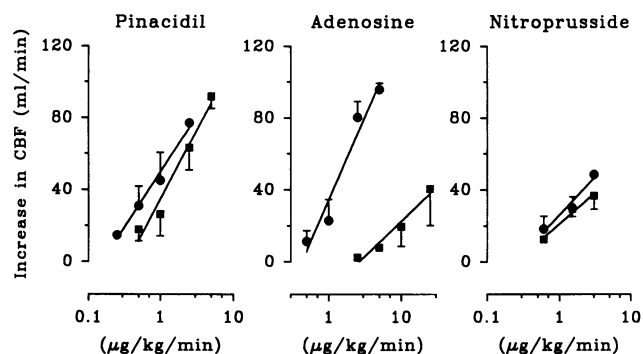 Pinacidil
Adenosine
Nitroprusside
Increase in CBF (ml/min)
120
80
40
0
120
80
40
0
120
80
40
0
0.1 1 10
1 10
0.1 1 10
(μg/kg/min)
(μg/kg/min)
(μg/kg/min)